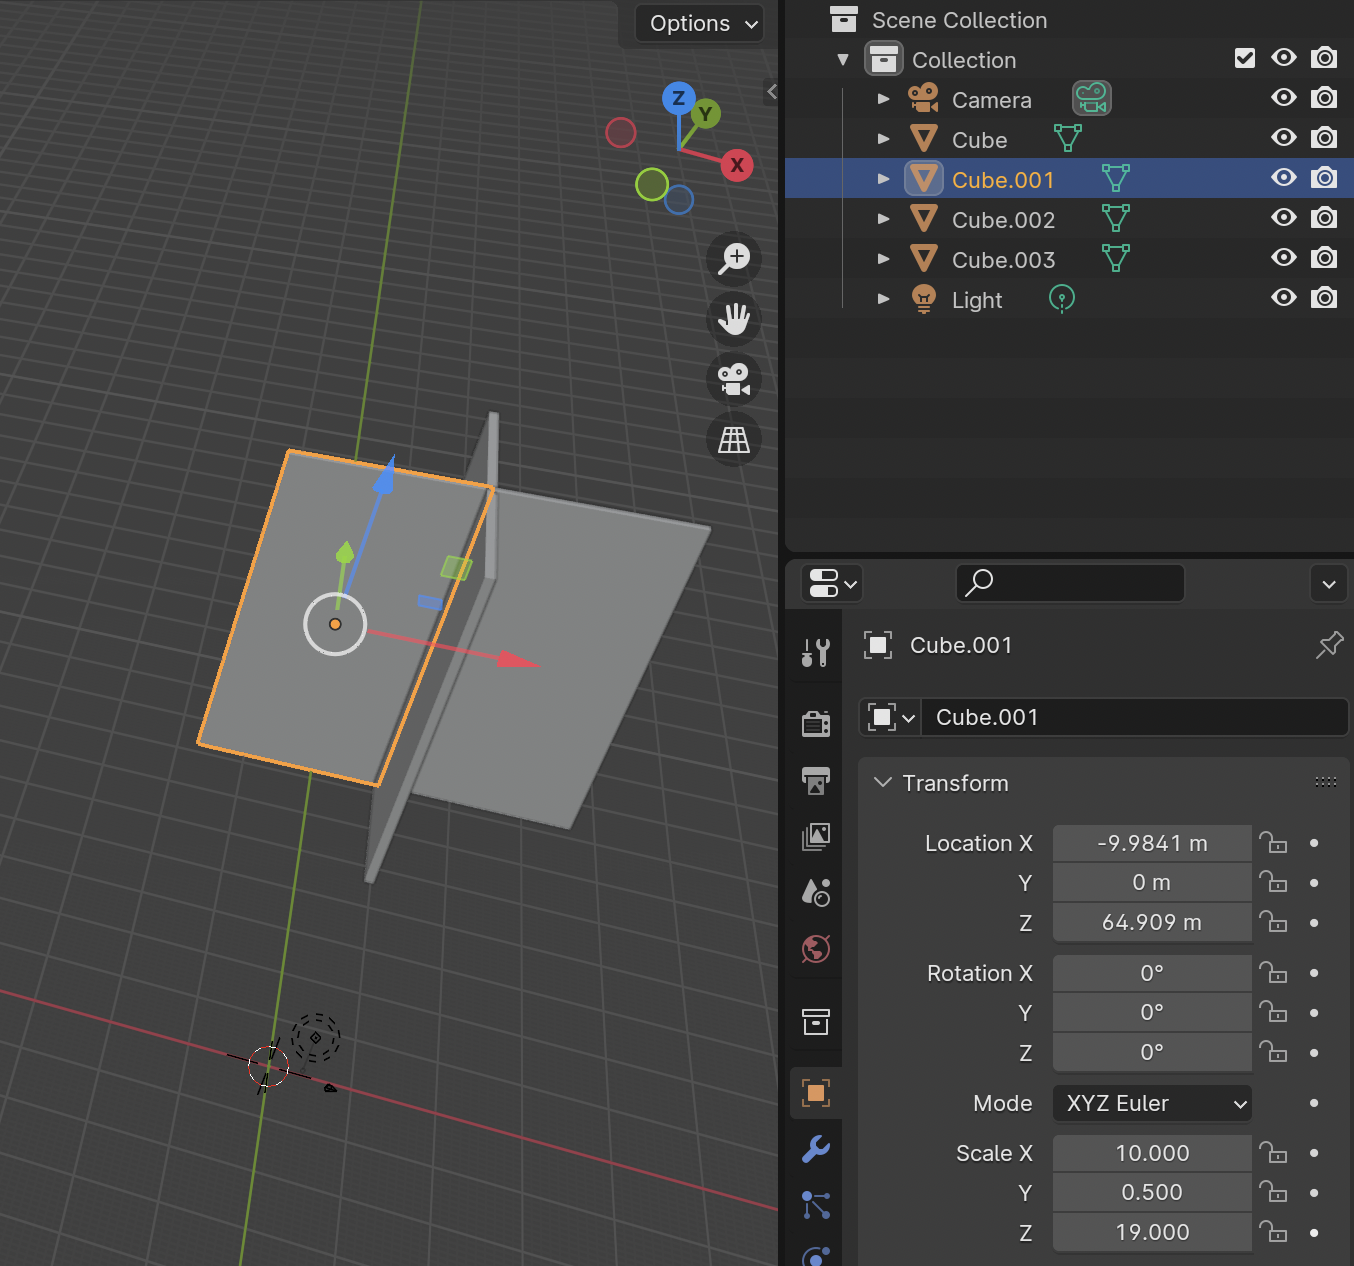 Options
Z
Y
X
Scene Collection
Collection
Camera
Cube
Cube.001
Cube.002
Cube.003
Light
Cube.001
Cube.001
Transform
Location X -9.9841 m
Y 0 m
Z 64.909 m
Rotation X 0°
Y 0°
Z 0°
Mode XYZ Euler
Scale X 10.000
Y 0.500
Z 19.000